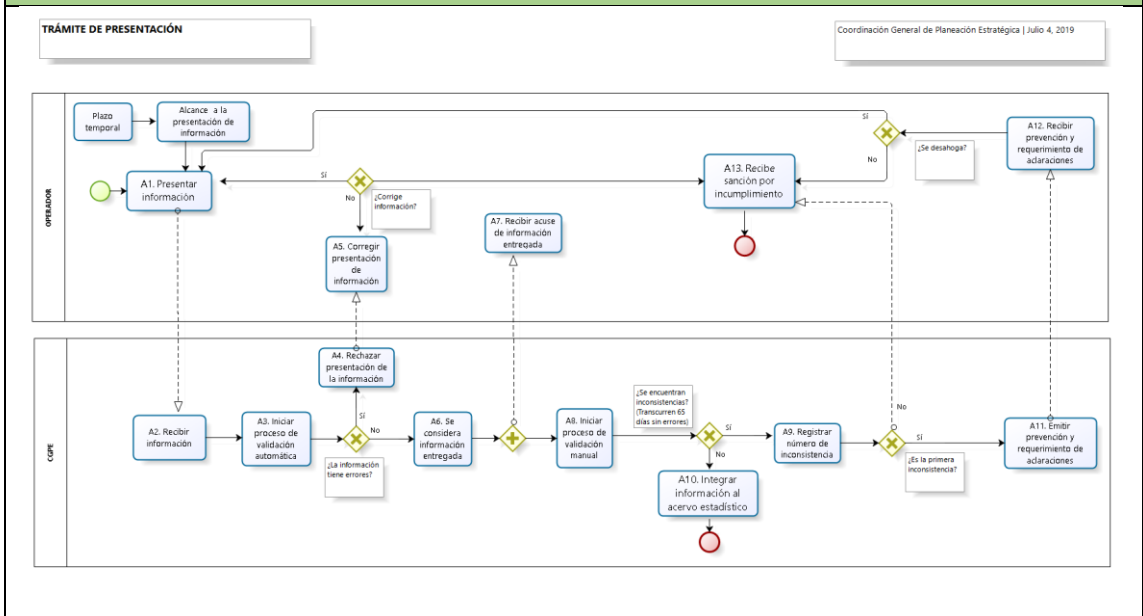 TRÁMITE DE PRESENTACIÓN
Coordinación General de Planeación Estratégica | Julio 4, 2019
OPERADOR
Plazo
temporal
Alcance a la
presentación de
información
A1. Presentar
información
Sí
¿Corrige
información?
No
A5. Corregir
presentación
de
información
A7. Recibir acuse
de información
entregada
A13. Recibe
sanción por
incumplimiento
Sí
No
¿Se desahoga?
A12. Recibir
prevención y
requerimiento de
aclaraciones
CGPE
A2. Recibir
información
A3. Iniciar
proceso de
validación
automática
A4. Rechazar
presentación de
la información
Sí
No
¿La información
tiene errores?
A6. Se
considera
información
entregada
A8. Iniciar
proceso de
validación
manual
¿Se encuentran
inconsistencias?
(Transcurren 65
días sin errores)
Sí
No
A10. Integrar
información al
acervo estadístico
A9. Registrar
número de
inconsistencia
No
Sí
¿Es la primera
inconsistencia?
A11. Emitir
prevención y
requerimiento de
aclaraciones